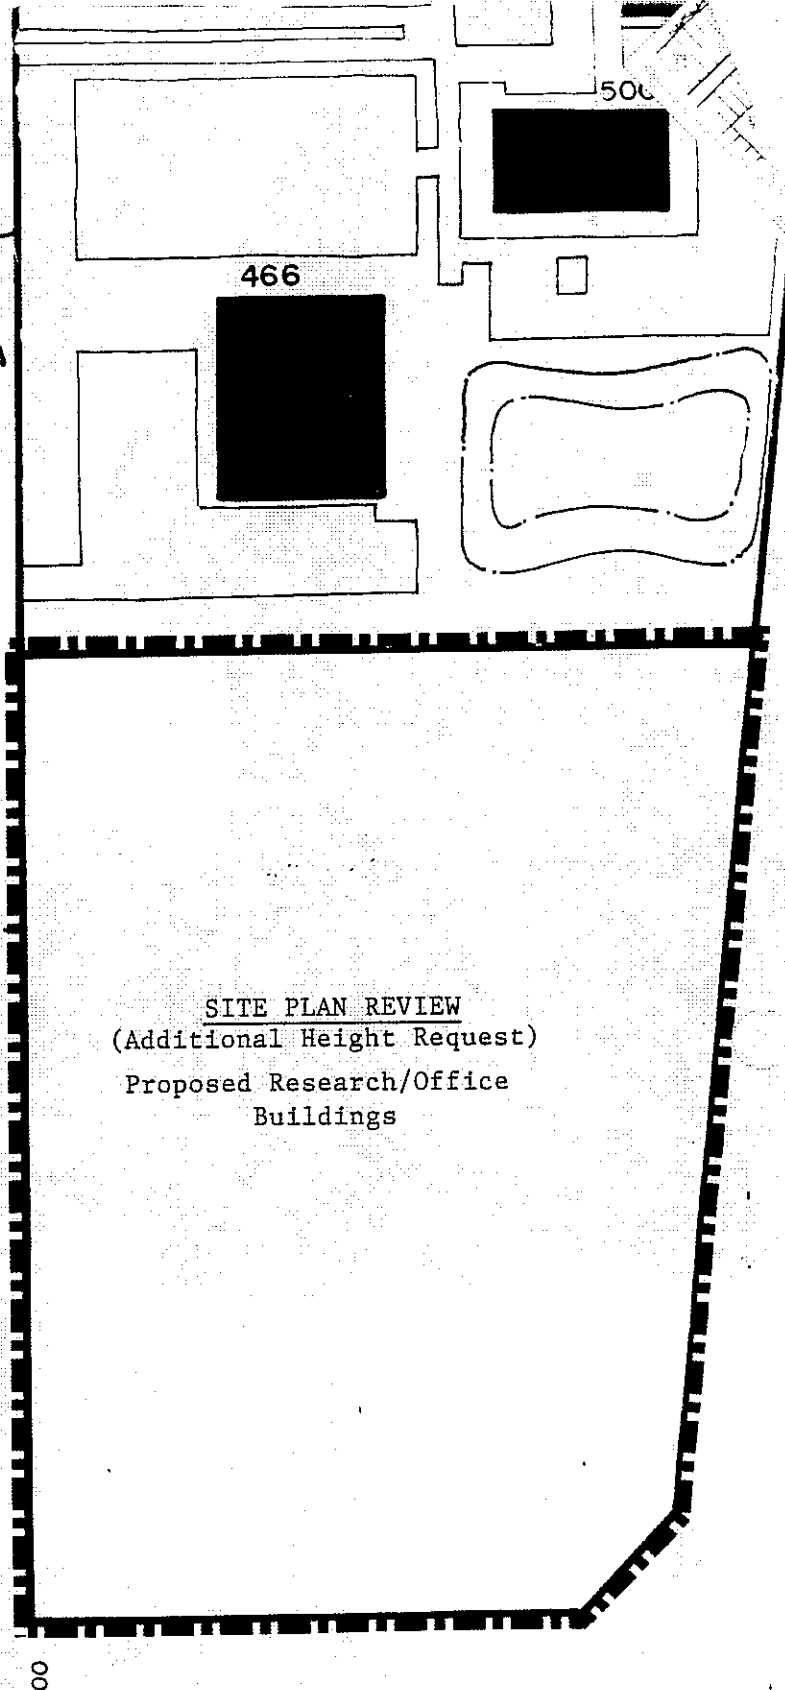 466
SITE PLAN REVIEW
(Additional Height Request)
Proposed Research/Office
Buildings